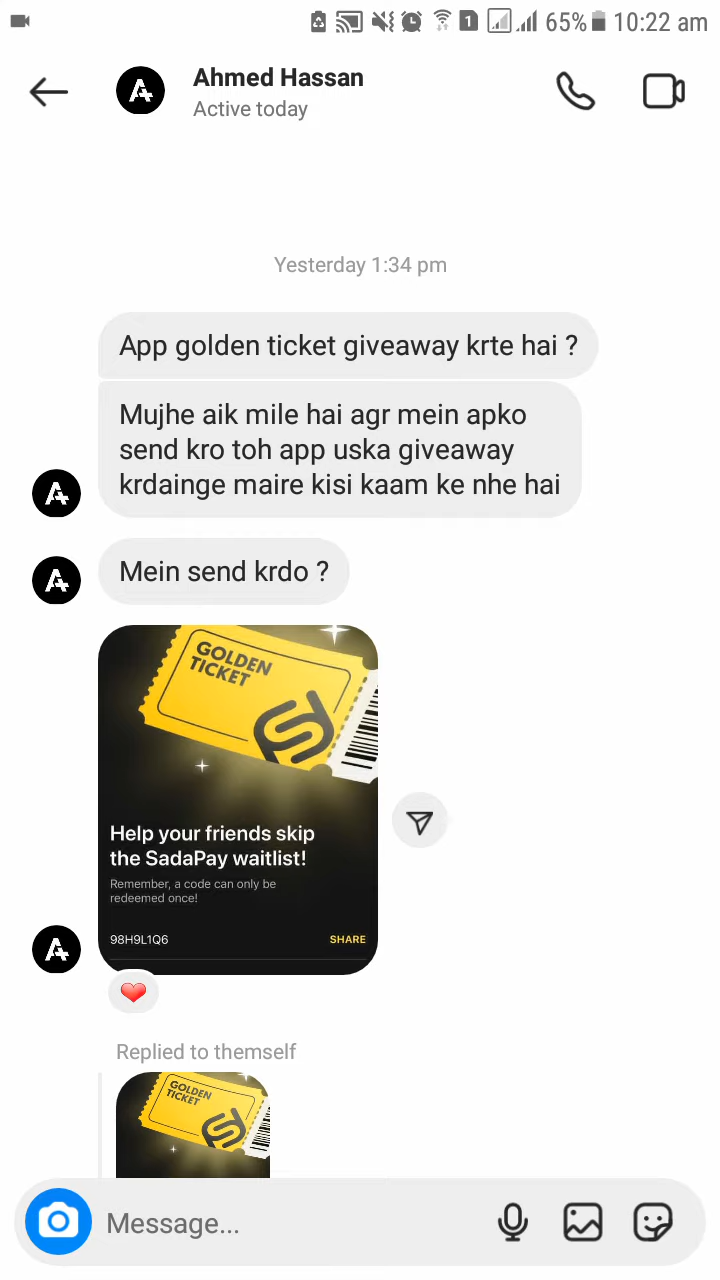 65% 10:22 am
Ahmed Hassan
Active today
Yesterday 1:34 pm
App golden ticket giveaway krte hai ?
Mujhe aik mile hai agr mein apko
send kro toh app uska giveaway
krdainge maire kisi kaam ke nhe hai
Mein send krdo ?
GOLDEN
TICKET
Help your friends skip
the SadaPay waitlist!
Remember, a code can only be
redeemed once!
98H9L1Q6 SHARE
Replied to themself
GOLDEN
TICKET
Message...